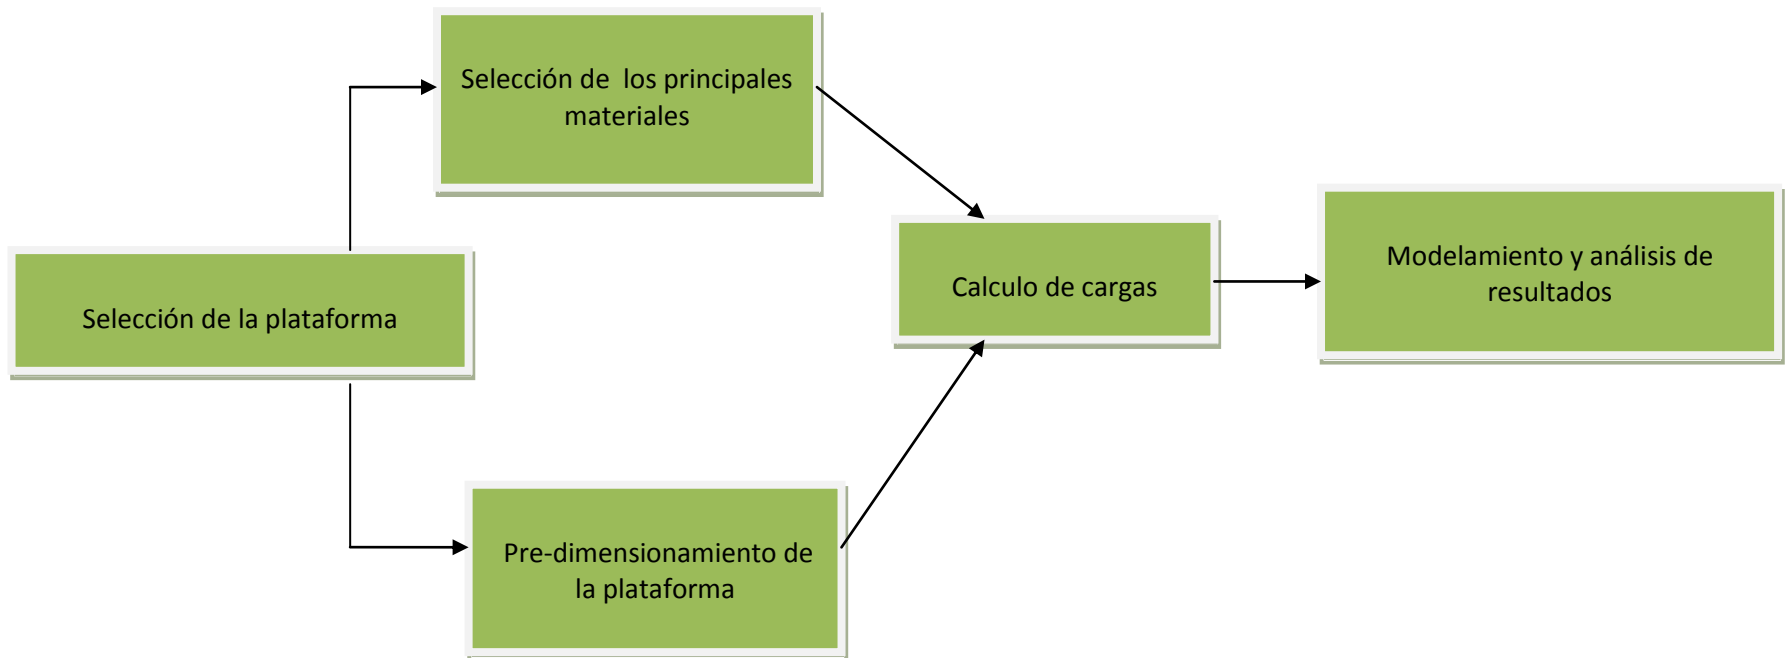 Selección de los principales
materiales
Selección de la plataforma
Calculo de cargas
Modelamiento y análisis de
resultados
Pre-dimensionamiento de
la plataforma